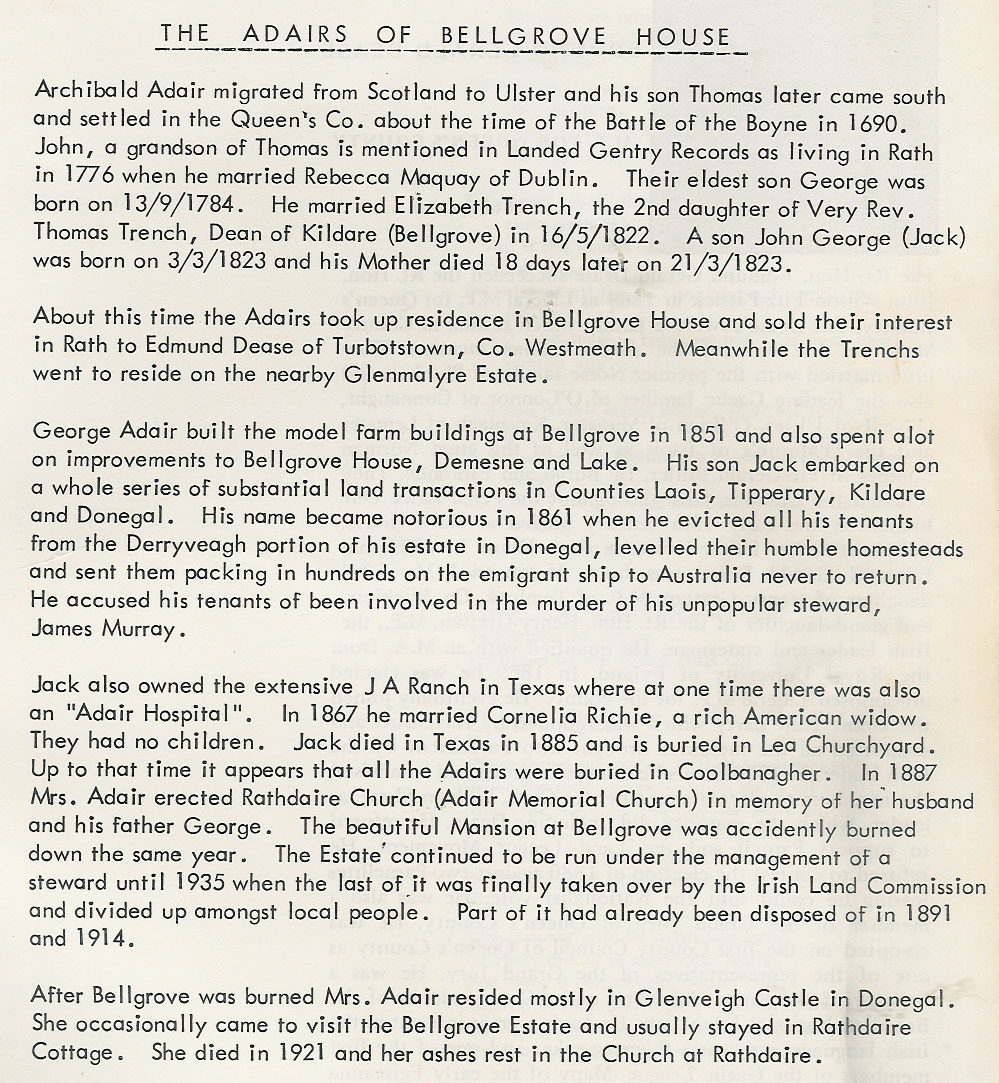 THE ADAIRS OF BELLGROVE HOUSE
Archibald Adair migrated from Scotland to Ulster and his son Thomas later came south
and settled in the Queen's Co. about the time of the Battle of the Boyne in 1690.
John, a grandson of Thomas is mentioned in Landed Gentry Records as living in Rath
in 1776 when he married Rebecca Maquay of Dublin. Their eldest son George was
born on 13/9/1784. He married Elizabeth Trench, the 2nd daughter of Very Rev.
Thomas Trench, Dean of Kildare (Bellgrove) in 16/5/1822. A son John George (Jack)
was born on 3/3/1823 and his Mother died 18 days later on 21/3/1823.
About this time the Adairs took up residence in Bellgrove House and sold their interest
in Rath to Edmund Dease of Turbotstown, Co. Westmeath. Meanwhile the Trenchs
went to reside on the nearby Glenmalyre Estate.
George Adair built the model farm buildings at Bellgrove in 1851 and also spent alot
on improvements to Bellgrove House, Demesne and Lake. His son Jack embarked on
a whole series of substantial land transactions in Counties Laois, Tipperary, Kildare
and Donegal. His name became notorious in 1861 when he evicted all his tenants
from the Derryveagh portion of his estate in Donegal, levelled their humble homesteads
and sent them packing in hundreds on the emigrant ship to Australia never to return.
He accused his tenants of been involved in the murder of his unpopular steward,
James Murray.
Jack also owned the extensive J A Ranch in Texas where at one time there was also
an "Adair Hospital". In 1867 he married Cornelia Richie, a rich American widow.
They had no children. Jack died in Texas in 1885 and is buried in Lea Churchyard.
Up to that time it appears that all the Adairs were buried in Coolbanagher. In 1887
Mrs. Adair erected Rathdaire Church (Adair Memorial Church) in memory of her husband
and his father George. The beautiful Mansion at Bellgrove was accidently burned
down the same year. The Estate continued to be run under the management of a
steward until 1935 when the last of it was finally taken over by the Irish Land Commission
and divided up amongst local people. Part of it had already been disposed of in 1891
and 1914.
After Bellgrove was burned Mrs. Adair resided mostly in Glenveigh Castle in Donegal.
She occasionally came to visit the Bellgrove Estate and usually stayed in Rathdaire
Cottage. She died in 1921 and her ashes rest in the Church at Rathdaire.